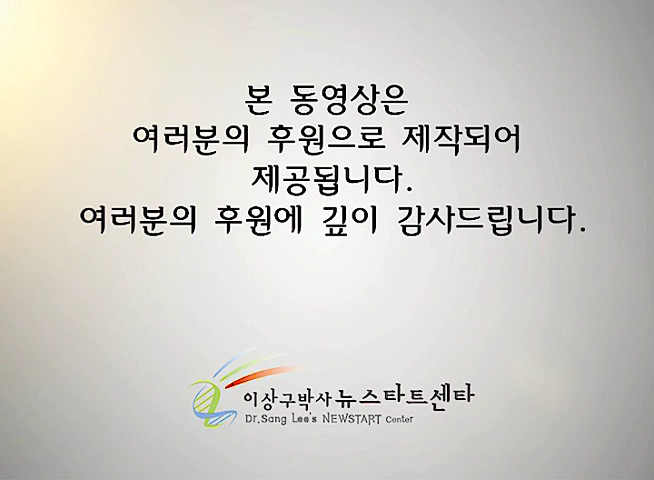 본 동영상은
여러분의 후원으로 제작되어
제공됩니다.
여러분의 후원에 깊이 감사드립니다.
이상구박사 뉴스타트센타
Dr.Sang Lee's NEWSTART Center